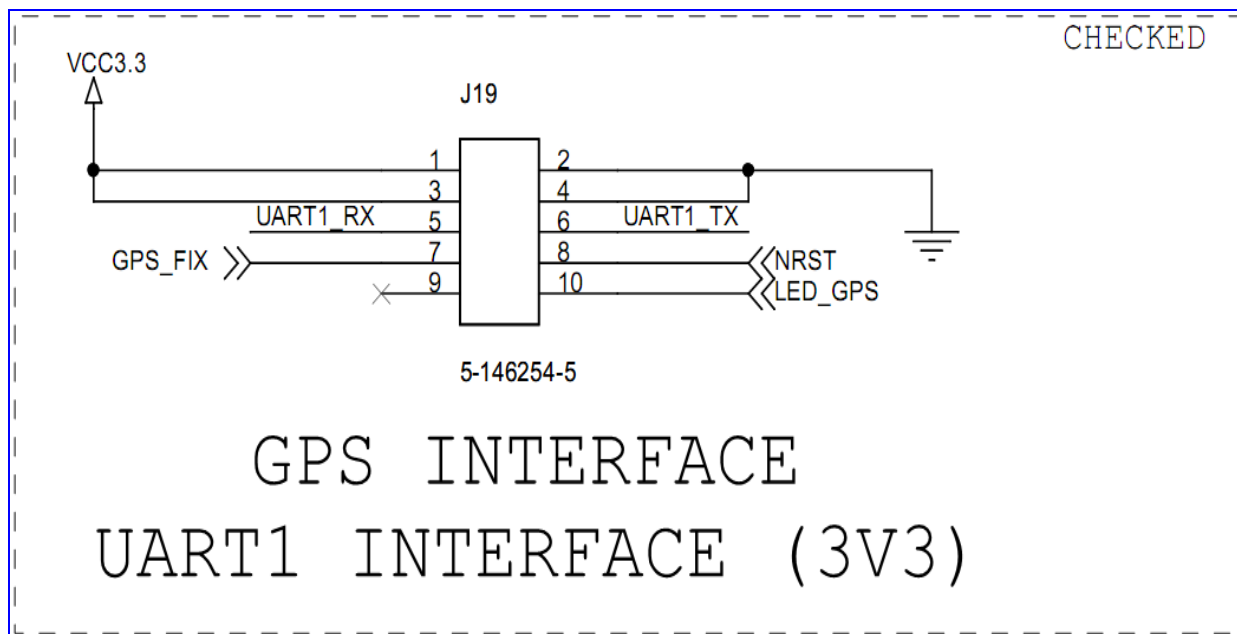 CHECKED
VCC3.3
J19
1 2
3 4
UART1_RX 5 6 UART1_TX
GPS_FIX 7 8 NRST
9 10 LED_GPS
5-146254-5
GPS INTERFACE
UART1 INTERFACE (3V3)